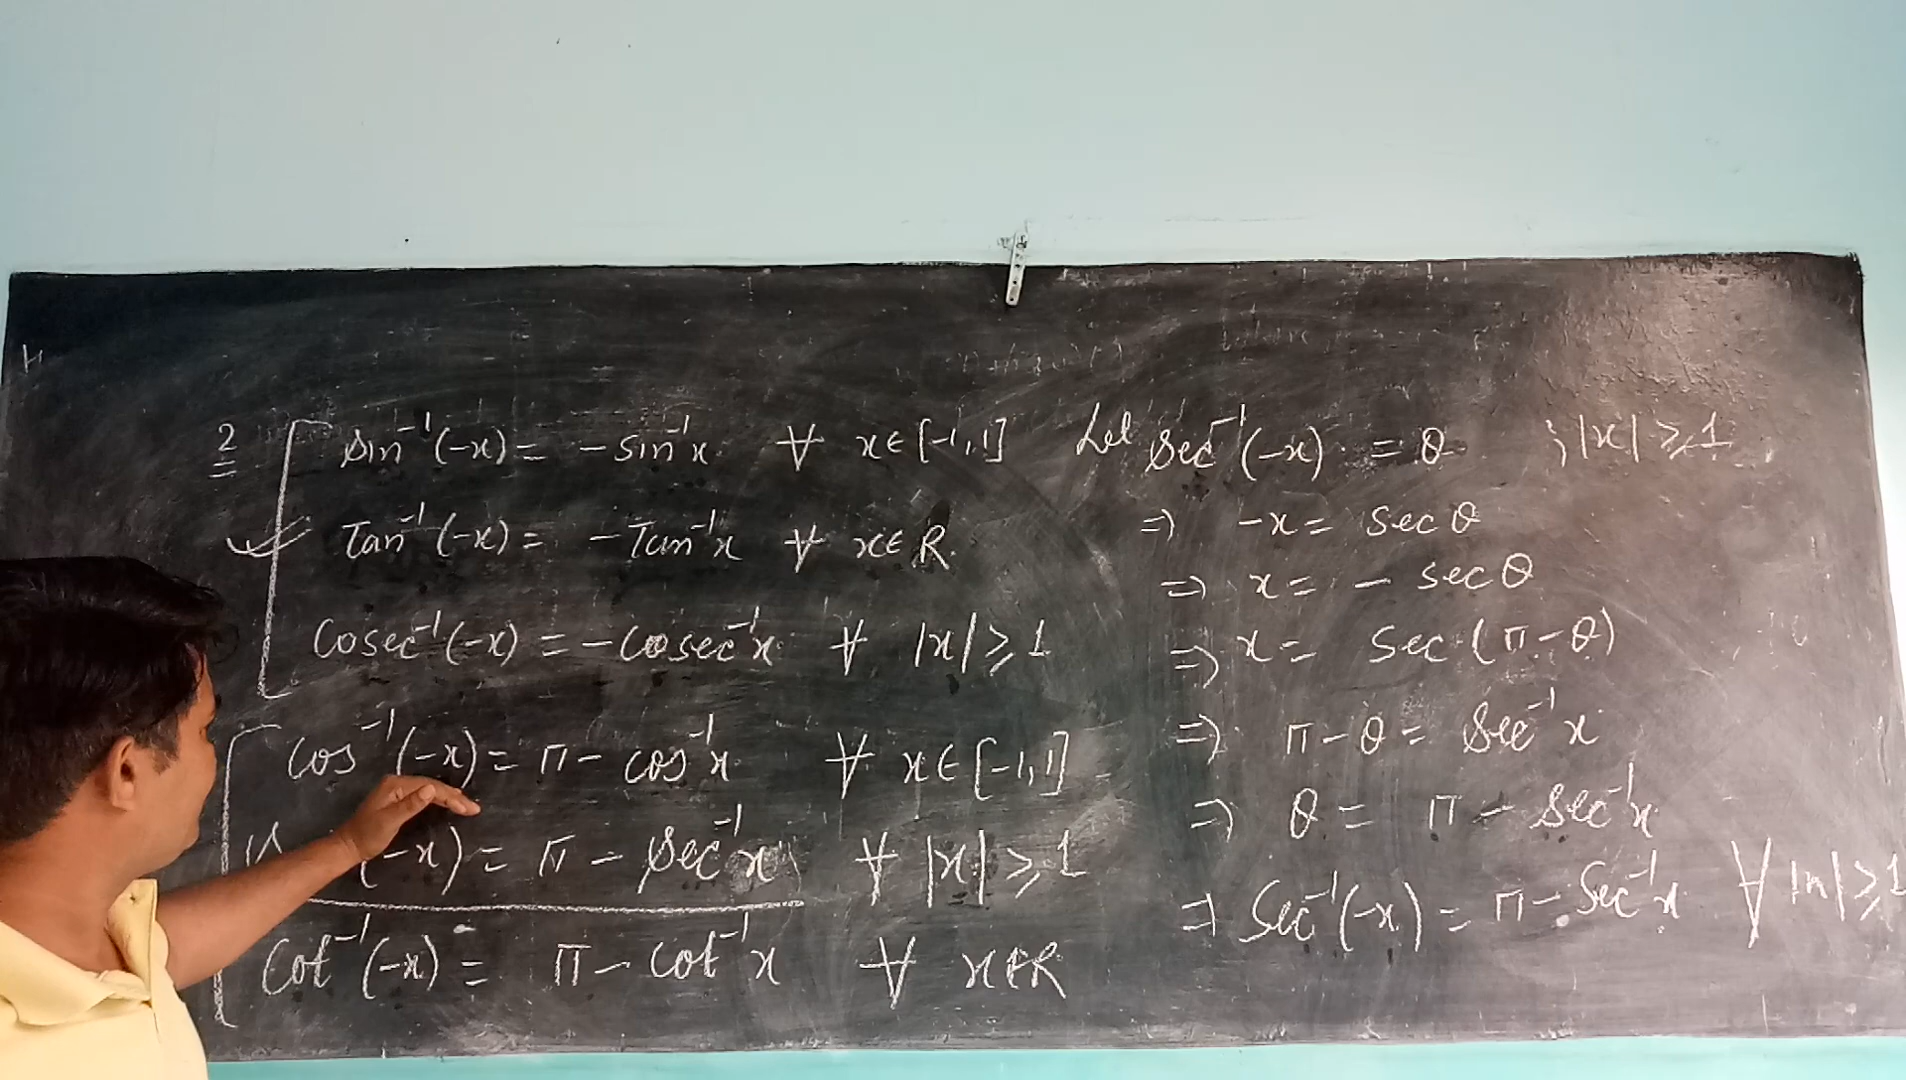 2 sin⁻¹(-x) = -sin⁻¹x ∀ x∈[-1,1]
Tan⁻¹(-x) = -Tan⁻¹x ∀ x∈R.
Cosec⁻¹(-x) = -Cosec⁻¹x ∀ |x|⩾1
Cos⁻¹(-x) = π - cos⁻¹x ∀ x∈[-1,1]
(-x) = π - Sec⁻¹x ∀ |x|⩾1
Cot⁻¹(-x) = π - cot⁻¹x ∀ x∈R
Let Sec⁻¹(-x) = θ ; |x|⩾1
⇒ -x = sec θ
⇒ x = - sec θ
⇒ x = Sec (π-θ)
⇒ π-θ = Sec⁻¹x
⇒ θ = π - Sec⁻¹x
⇒ Sec⁻¹(-x) = π - Sec⁻¹x ∀ |x|⩾1